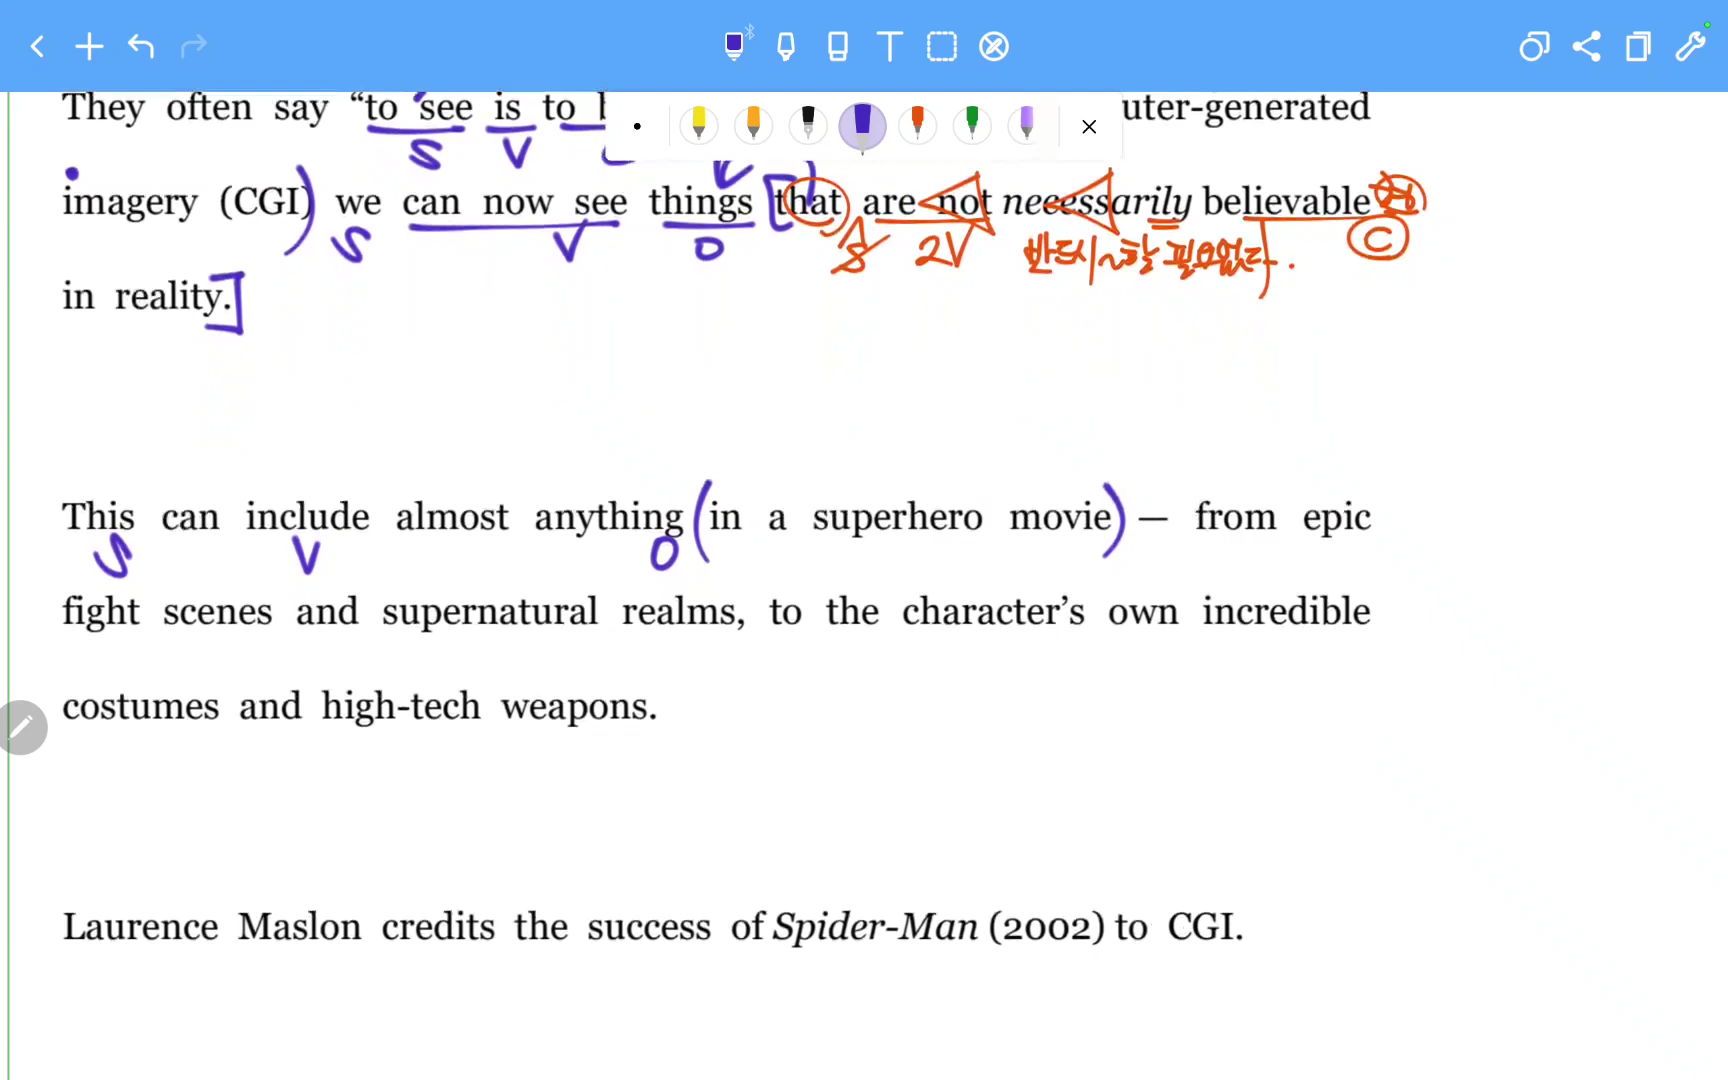 They often say “to see is to uter-generated
S V
imagery (CGI) we can now see things [that are not necessarily believable 형
S V O S 2V 반드시 ~할 필요없다. C
in reality.]
This can include almost anything (in a superhero movie) — from epic
S V O
fight scenes and supernatural realms, to the character’s own incredible
costumes and high-tech weapons.
Laurence Maslon credits the success of Spider-Man (2002) to CGI.